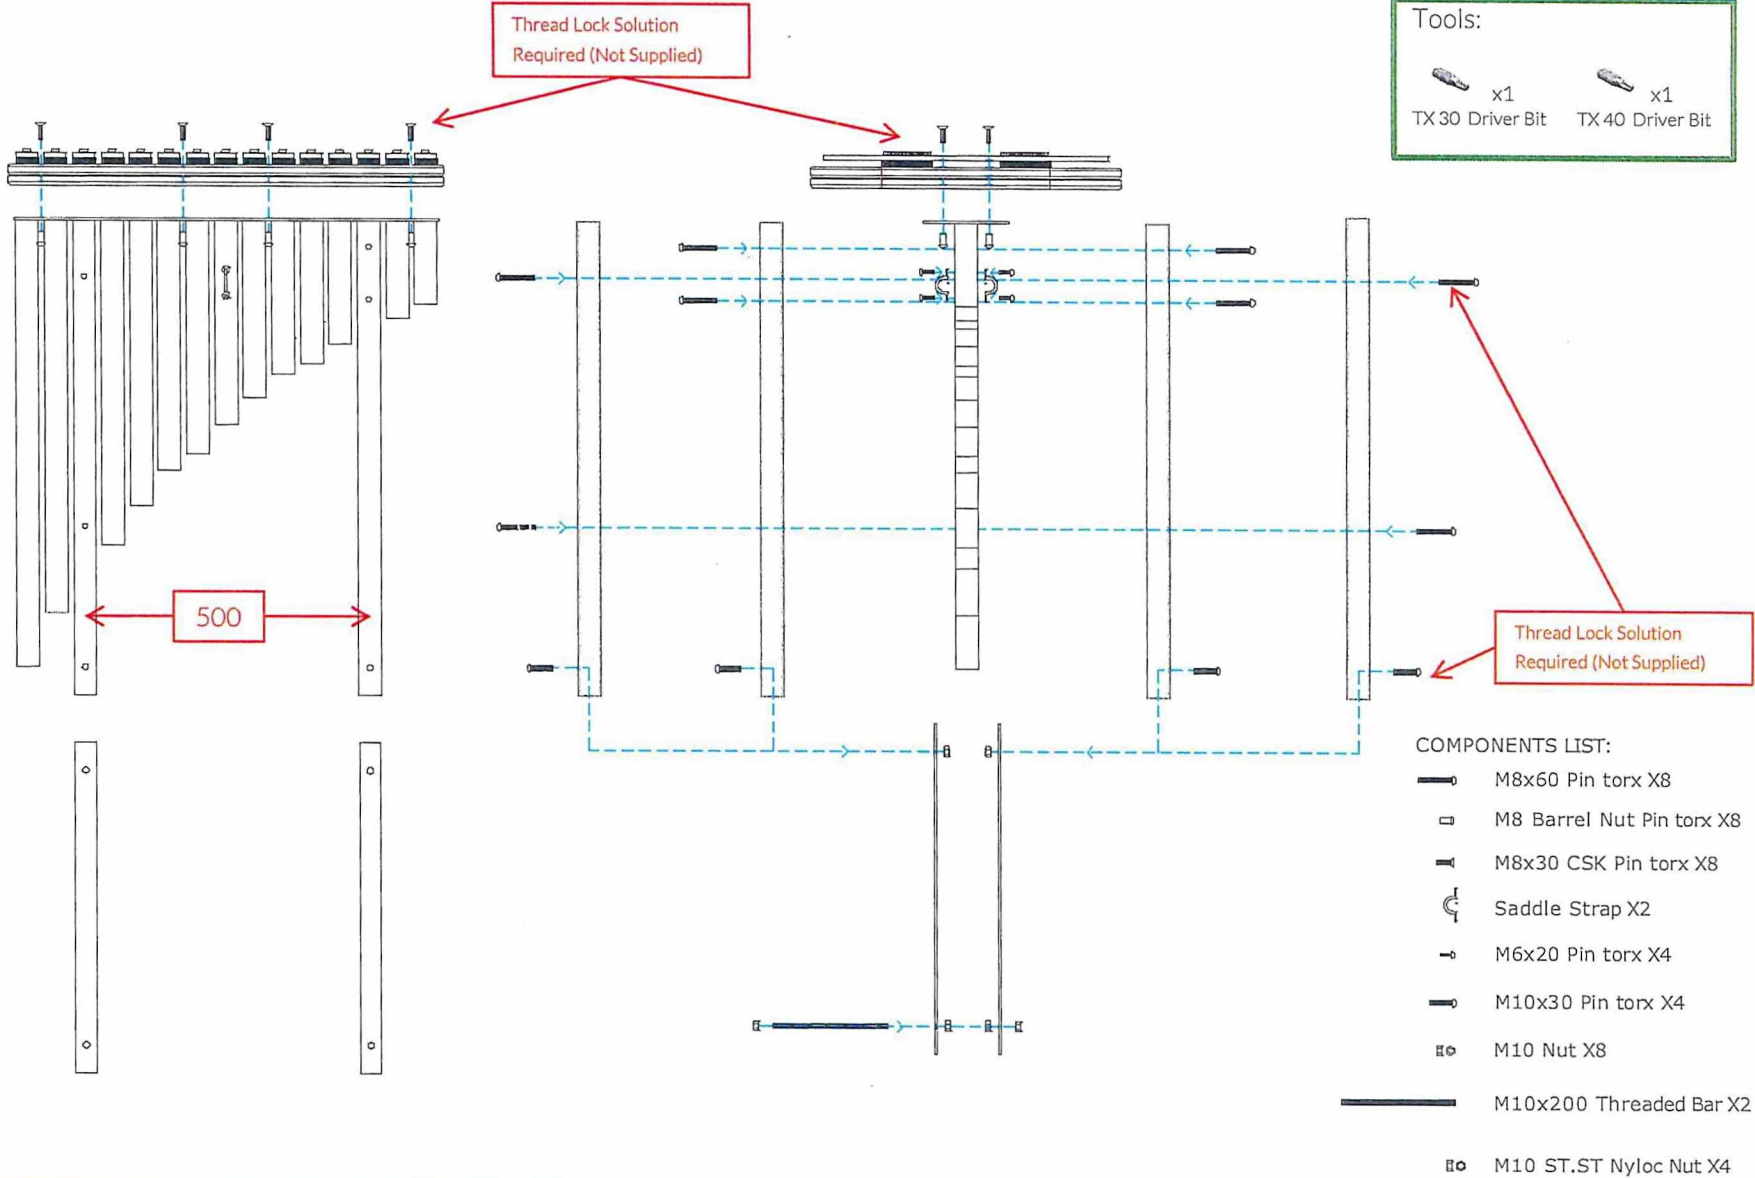 Thread Lock Solution
Required (Not Supplied)
Tools:
x1
TX 30 Driver Bit
x1
TX 40 Driver Bit
500
Thread Lock Solution
Required (Not Supplied)
COMPONENTS LIST:
M8x60 Pin torx X8
M8 Barrel Nut Pin torx X8
M8x30 CSK Pin torx X8
Saddle Strap X2
M6x20 Pin torx X4
M10x30 Pin torx X4
M10 Nut X8
M10x200 Threaded Bar X2
M10 ST.ST Nyloc Nut X4